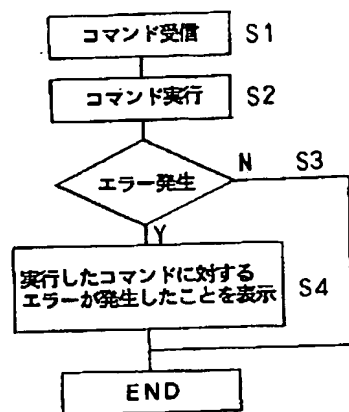 コマンド受信 S1
コマンド実行 S2
エラー発生 N S3
Y
実行したコマンドに対する
エラーが発生したことを表示 S4
END